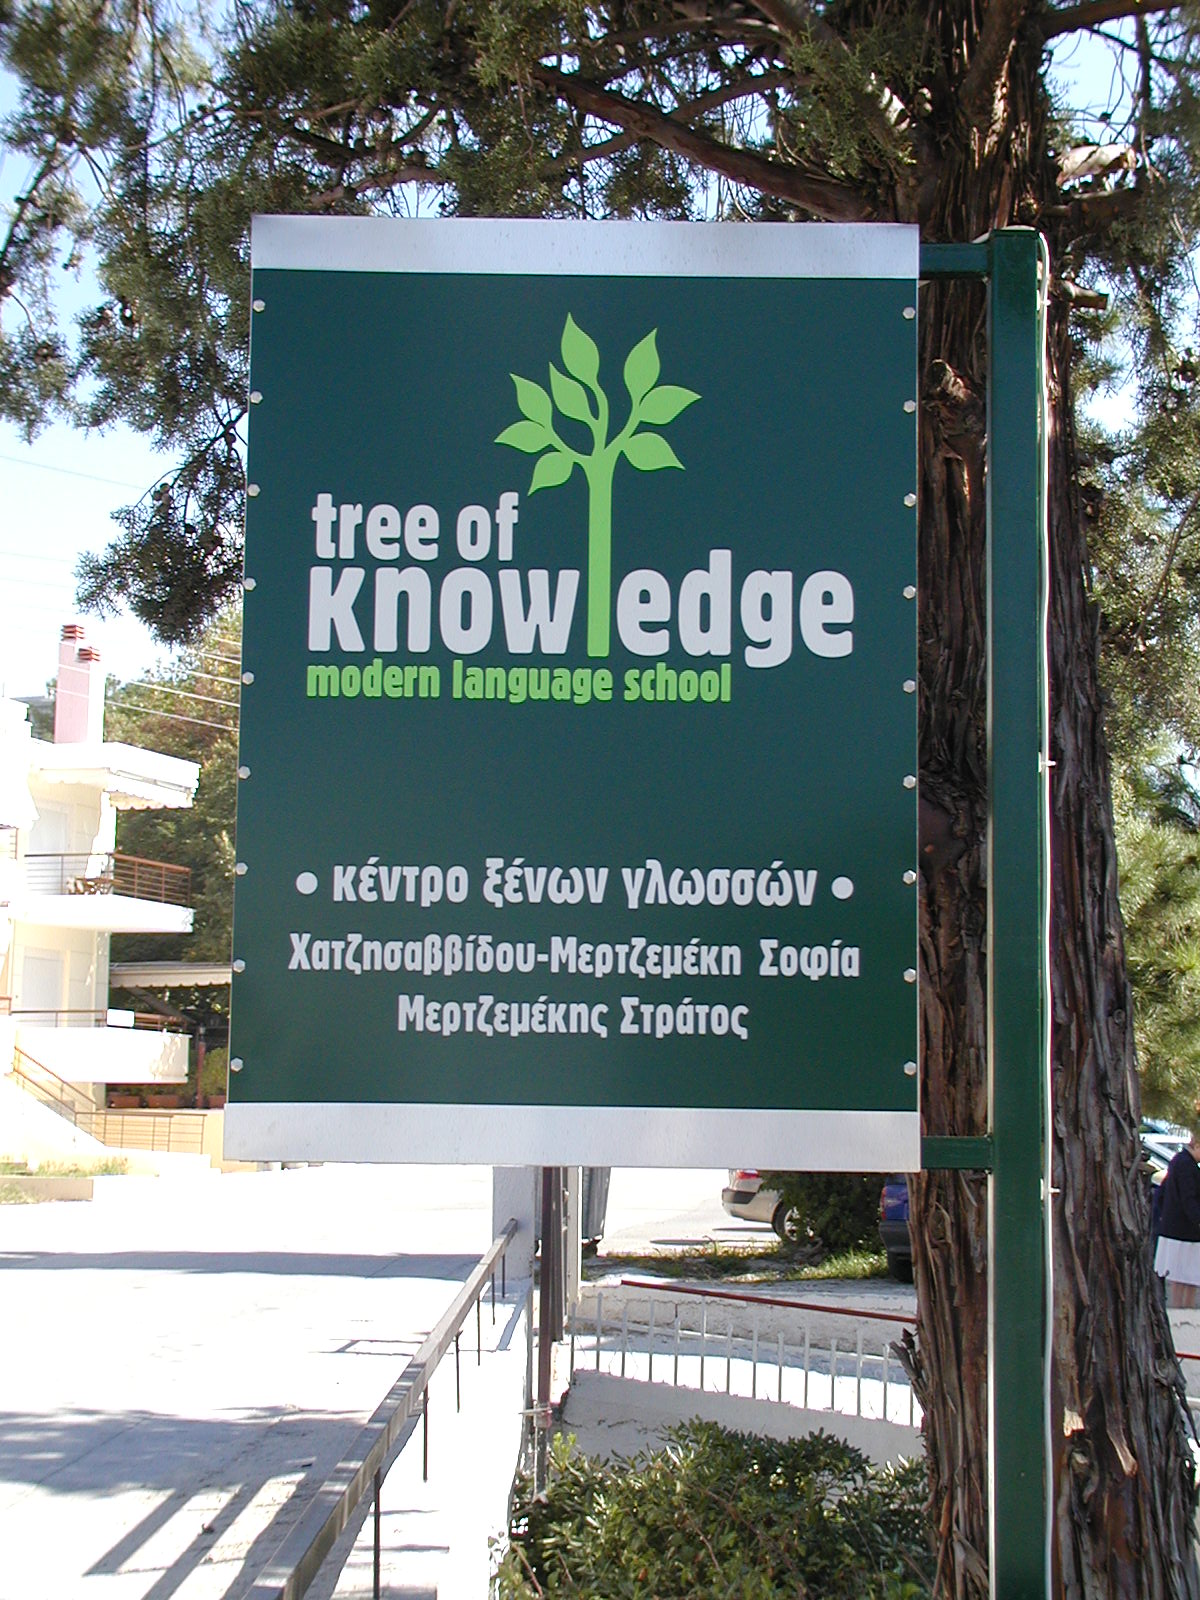 tree of
knowledge
modern language school
• κέντρο ξένων γλωσσών •
Χατζησαββίδου-Μερτζεμέκη Σοφία
Μερτζεμέκης Στράτος